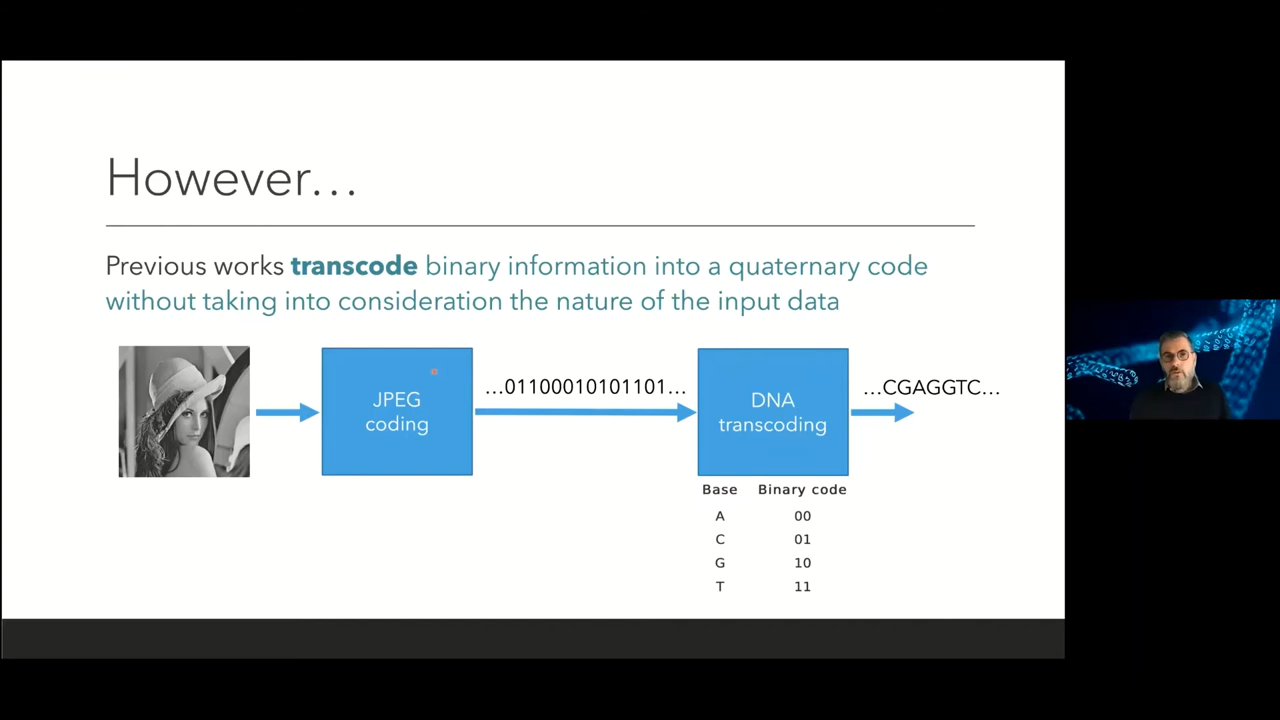 However…
Previous works transcode binary information into a quaternary code
without taking into consideration the nature of the input data
JPEG
coding
…01100010101101…
DNA
transcoding
…CGAGGTC…
Base Binary code
A 00
C 01
G 10
T 11